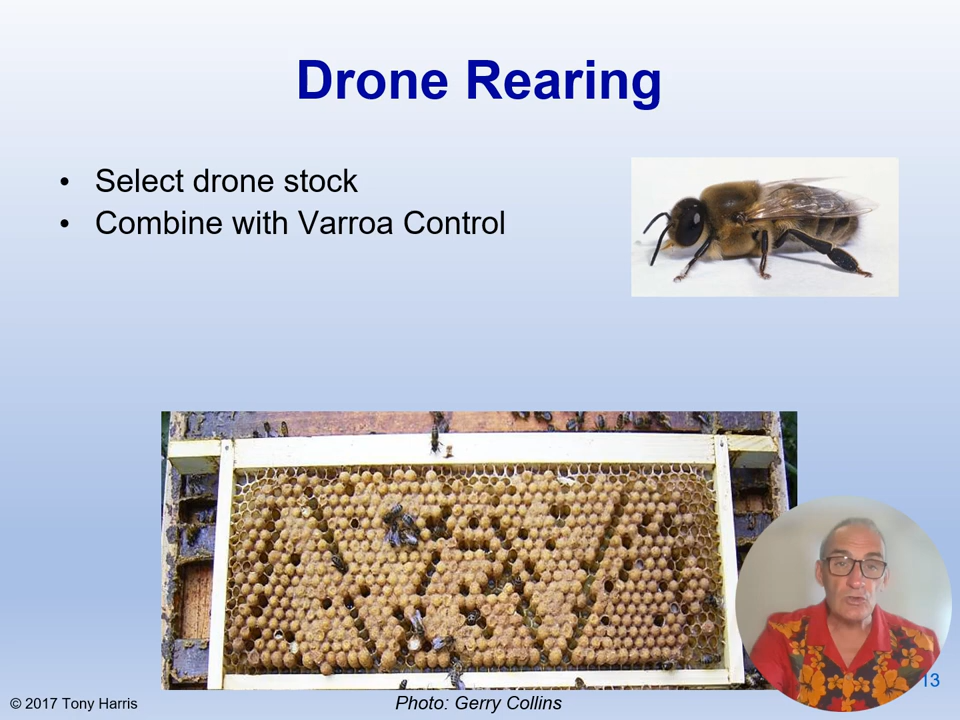 Drone Rearing
• Select drone stock
• Combine with Varroa Control
13
© 2017 Tony Harris
Photo: Gerry Collins